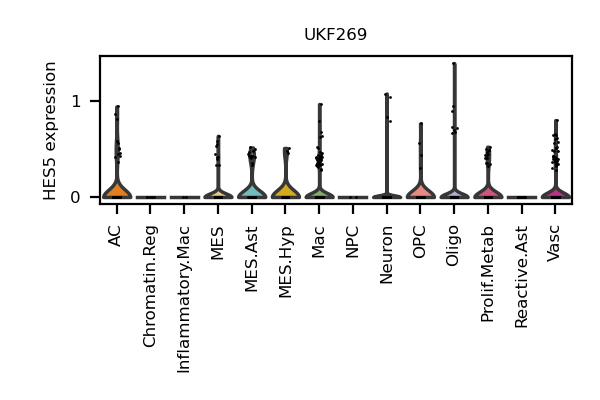 UKF269
HES5 expression
1
0
AC
Chromatin.Reg
Inflammatory.Mac
MES
MES.Ast
MES.Hyp
Mac
NPC
Neuron
OPC
Oligo
Prolif.Metab
Reactive.Ast
Vasc